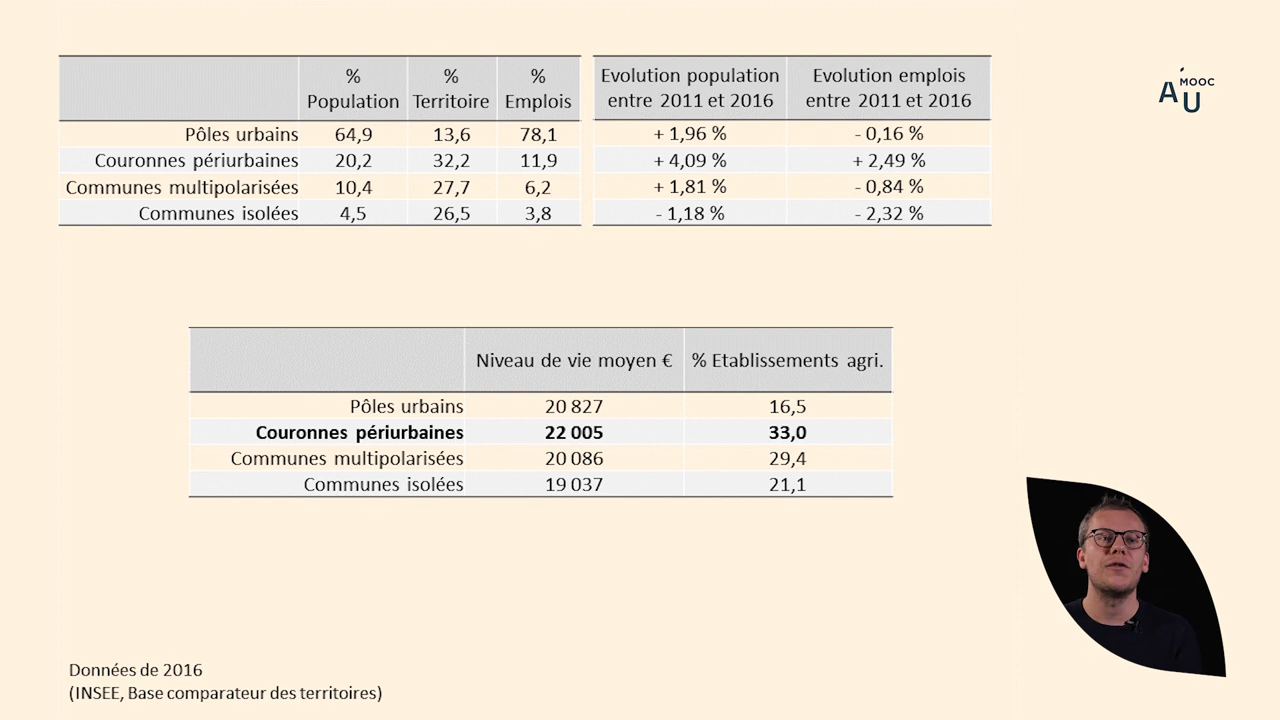 % Population % Territoire % Emplois
Pôles urbains 64,9 13,6 78,1
Couronnes périurbaines 20,2 32,2 11,9
Communes multipolarisées 10,4 27,7 6,2
Communes isolées 4,5 26,5 3,8
Evolution population entre 2011 et 2016 Evolution emplois entre 2011 et 2016
+ 1,96 % - 0,16 %
+ 4,09 % + 2,49 %
+ 1,81 % - 0,84 %
- 1,18 % - 2,32 %
MOOC
ÁU
Niveau de vie moyen € % Etablissements agri.
Pôles urbains 20 827 16,5
Couronnes périurbaines 22 005 33,0
Communes multipolarisées 20 086 29,4
Communes isolées 19 037 21,1
Données de 2016
(INSEE, Base comparateur des territoires)